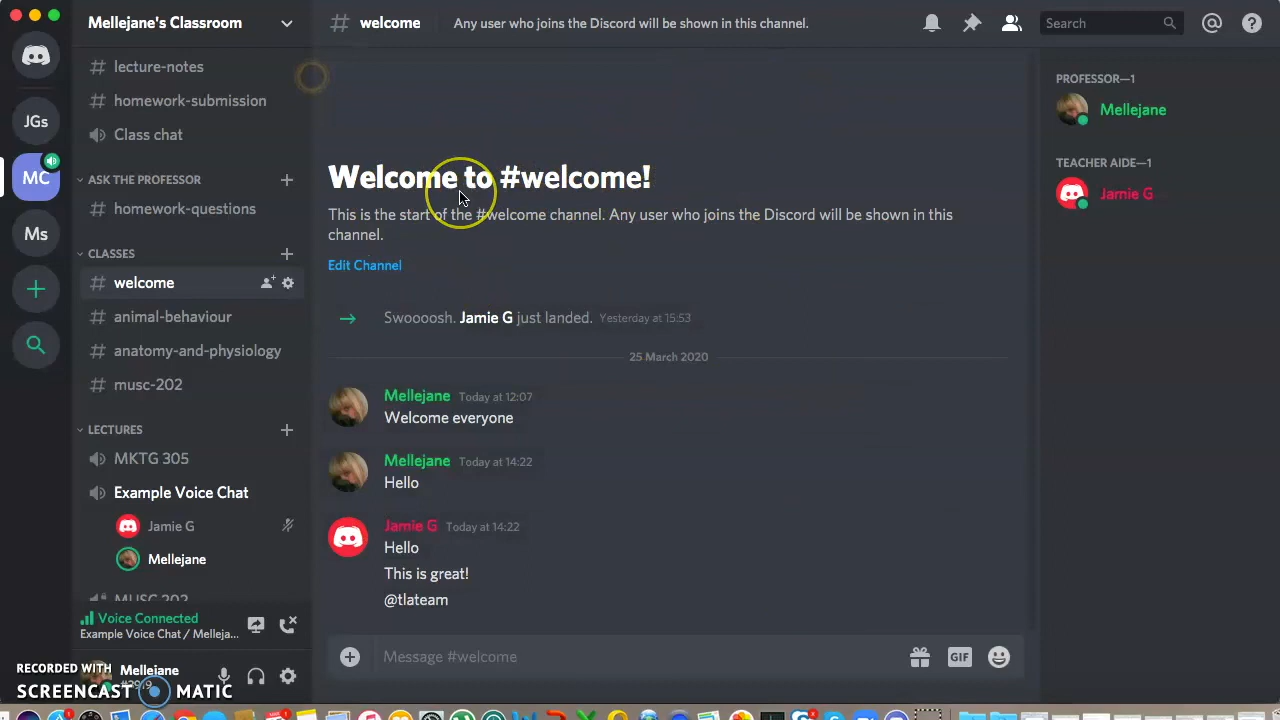 Mellejane's Classroom
# welcome
Any user who joins the Discord will be shown in this channel.
Search
# lecture-notes
# homework-submission
Class chat
ASK THE PROFESSOR +
# homework-questions
CLASSES +
# welcome
# animal-behaviour
# anatomy-and-physiology
# musc-202
LECTURES +
MKTG 305
Example Voice Chat
Jamie G
Mellejane
MUSC 202
Voice Connected
Example Voice Chat / Melleja...
Mellejane
JGs
MC
Ms
Welcome to #welcome!
This is the start of the #welcome channel. Any user who joins the Discord will be shown in this
channel.
Edit Channel
Swoooosh. Jamie G just landed. Yesterday at 15:53
25 March 2020
Mellejane Today at 12:07
Welcome everyone
Mellejane Today at 14:22
Hello
Jamie G Today at 14:22
Hello
This is great!
@tlateam
Message #welcome
GIF
PROFESSOR—1
Mellejane
TEACHER AIDE—1
Jamie G
RECORDED WITH
SCREENCAST MATIC